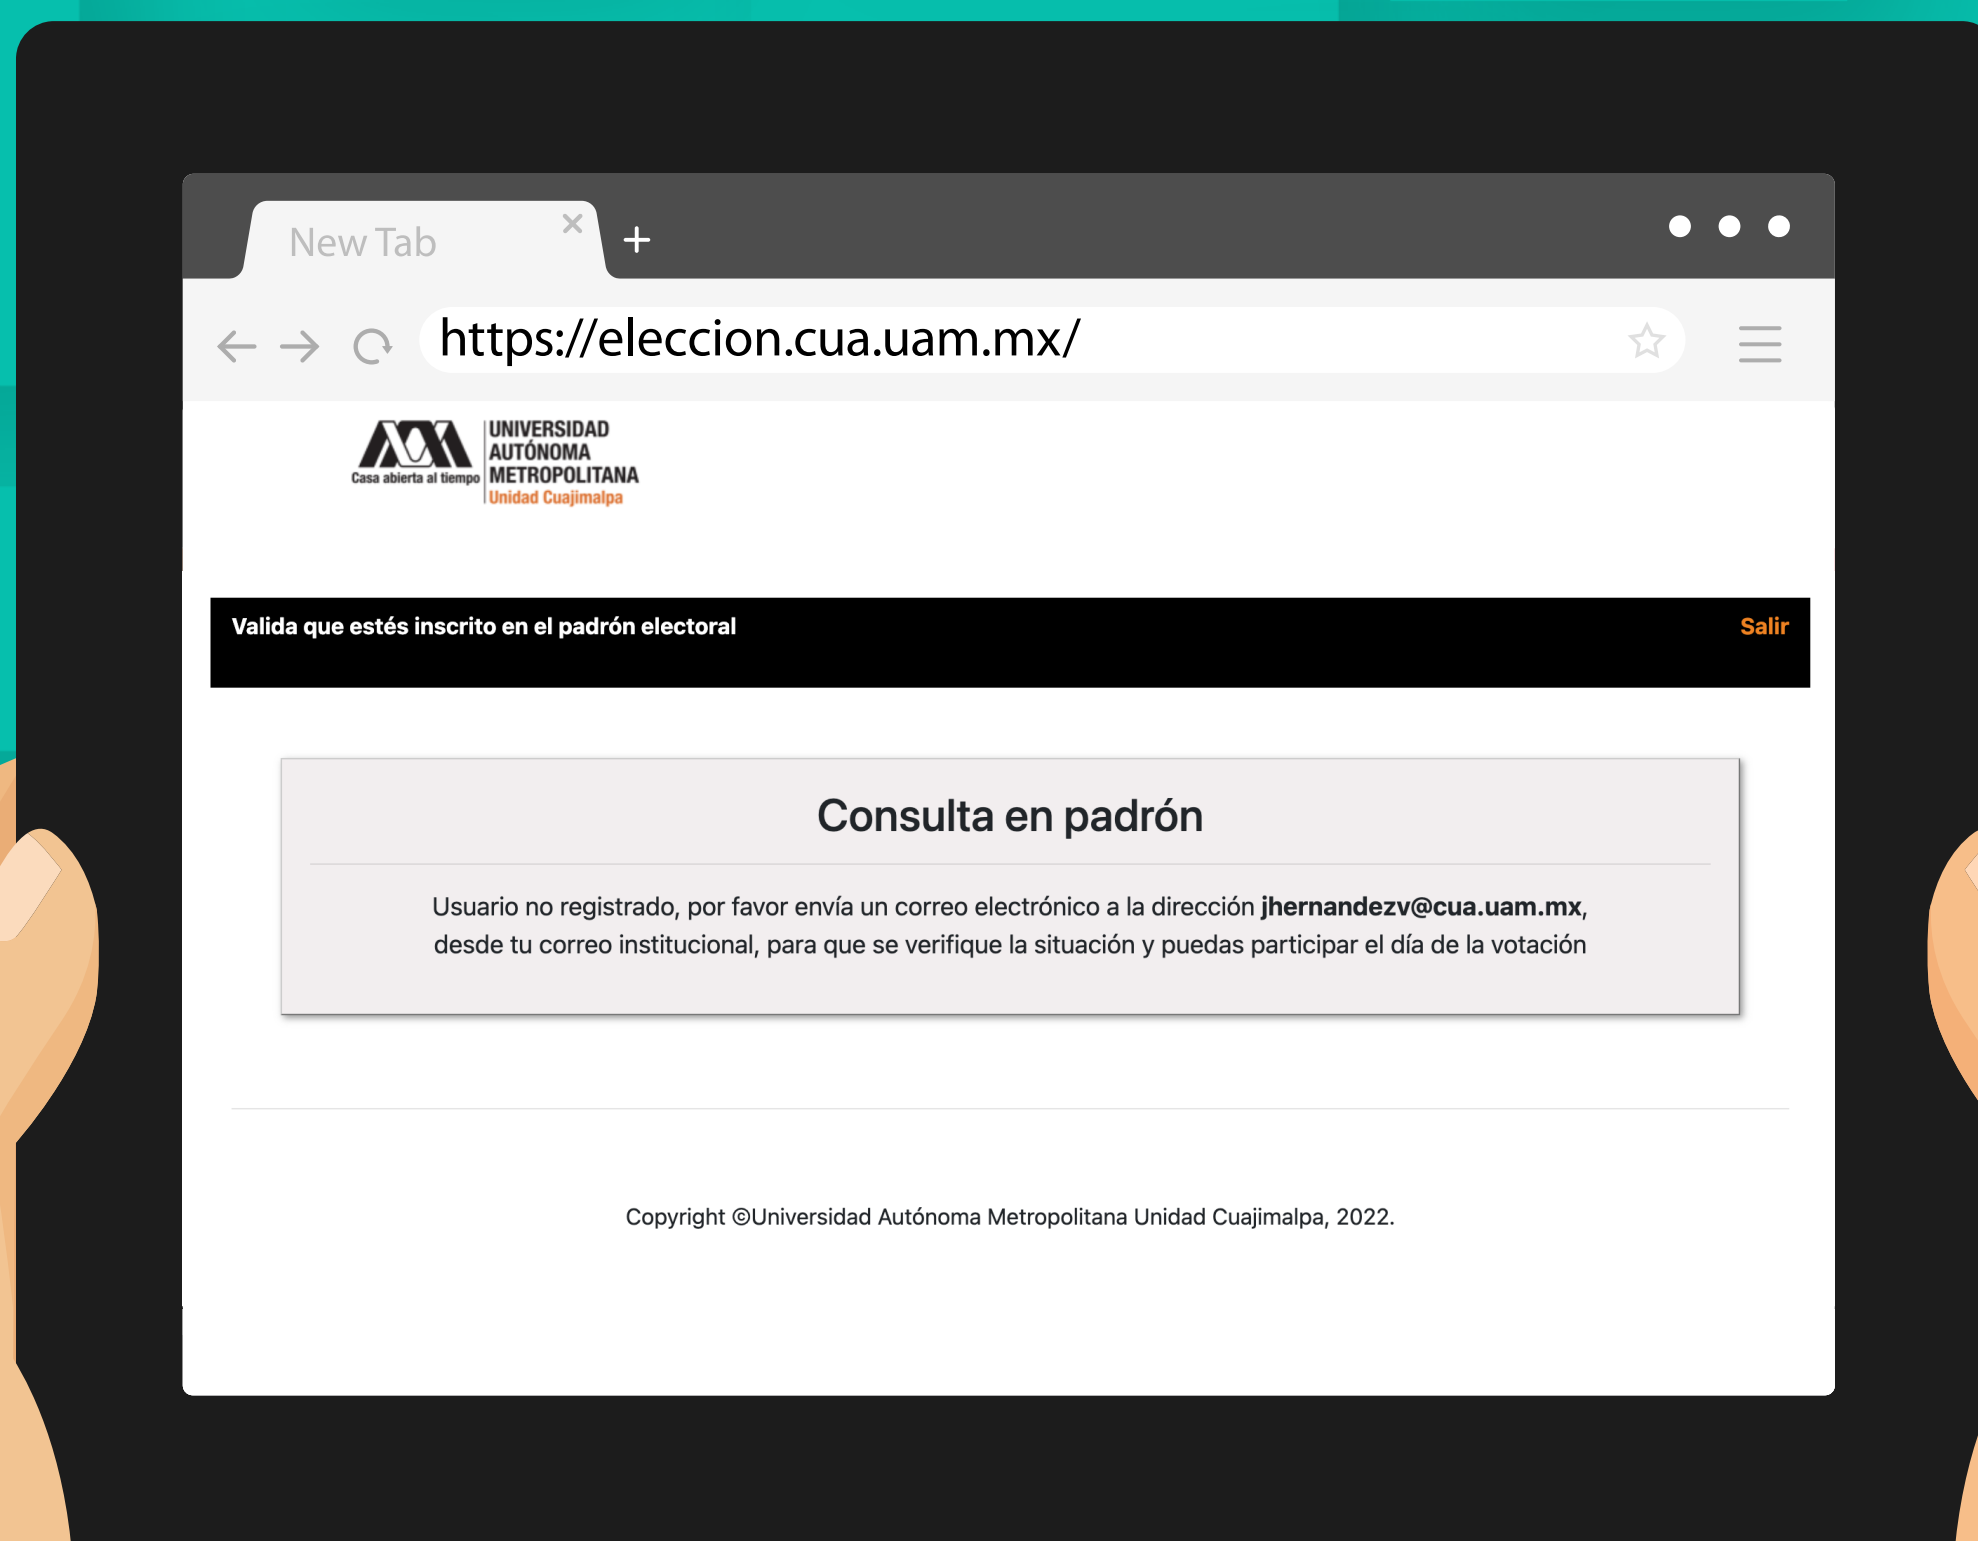 New Tab
https://eleccion.cua.uam.mx/
UNIVERSIDAD
AUTÓNOMA
METROPOLITANA
Casa abierta al tiempo
Unidad Cuajimalpa
Valida que estés inscrito en el padrón electoral
Salir
Consulta en padrón
Usuario no registrado, por favor envía un correo electrónico a la dirección jhernandezv@cua.uam.mx,
desde tu correo institucional, para que se verifique la situación y puedas participar el día de la votación
Copyright ©Universidad Autónoma Metropolitana Unidad Cuajimalpa, 2022.